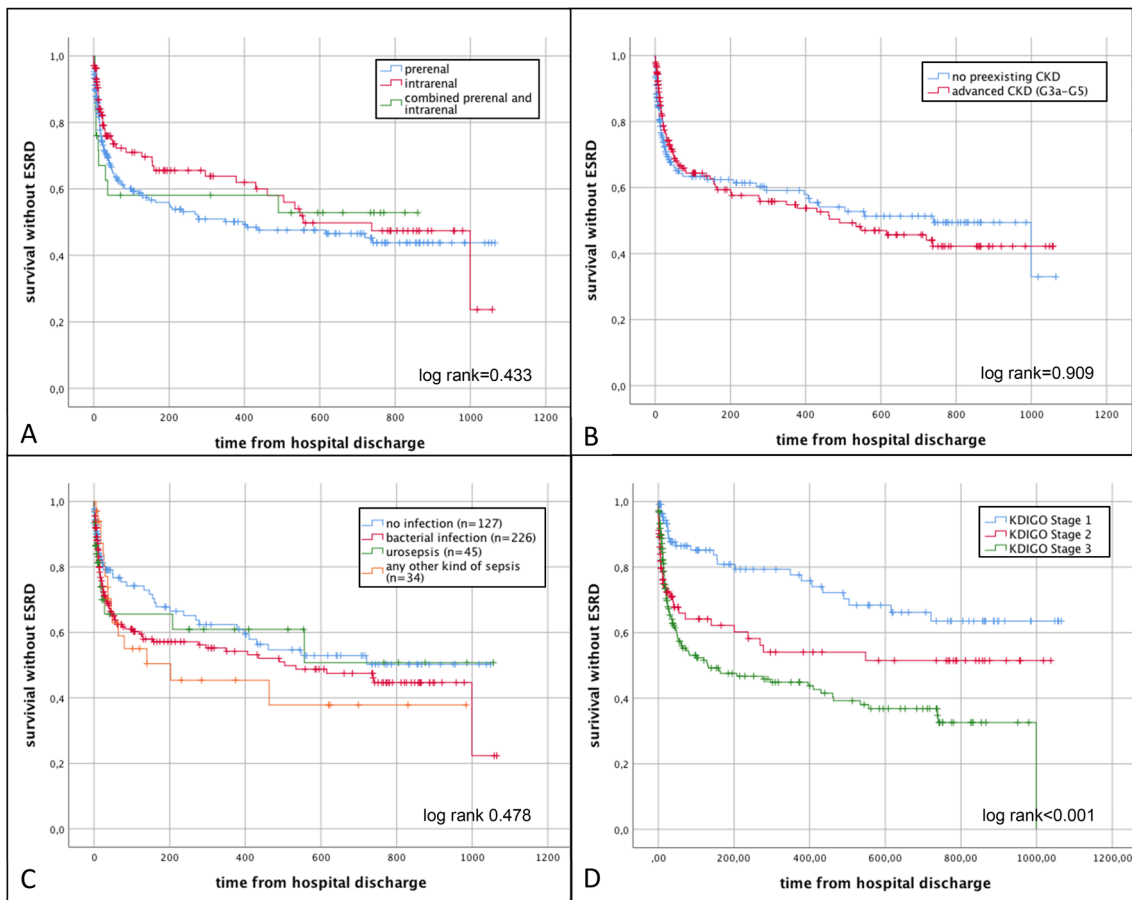 1,0
0,8
0,6
0,4
0,2
0,0
survival without ESRD
prerenal
intrarenal
combined prerenal and
intrarenal
log rank=0.433
0 200 400 600 800 1000 1200
time from hospital discharge
A
1,0
0,8
0,6
0,4
0,2
0,0
survival without ESRD
no preexisting CKD
advanced CKD (G3a-G5)
log rank=0.909
0 200 400 600 800 1000 1200
time from hospital discharge
B
1,0
0,8
0,6
0,4
0,2
0,0
survival without ESRD
no infection (n=127)
bacterial infection (n=226)
urosepsis (n=45)
any other kind of sepsis
(n=34)
log rank 0.478
0 200 400 600 800 1000 1200
time from hospital discharge
C
1,0
0,8
0,6
0,4
0,2
0,0
survival without ESRD
KDIGO Stage 1
KDIGO Stage 2
KDIGO Stage 3
log rank<0.001
,00 200,00 400,00 600,00 800,00 1000,00 1200,00
time from hospital discharge
D